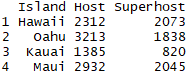 Island Host Superhost
1 Hawaii 2312 2073
2 Oahu 3213 1838
3 Kauai 1385 820
4 Maui 2932 2045